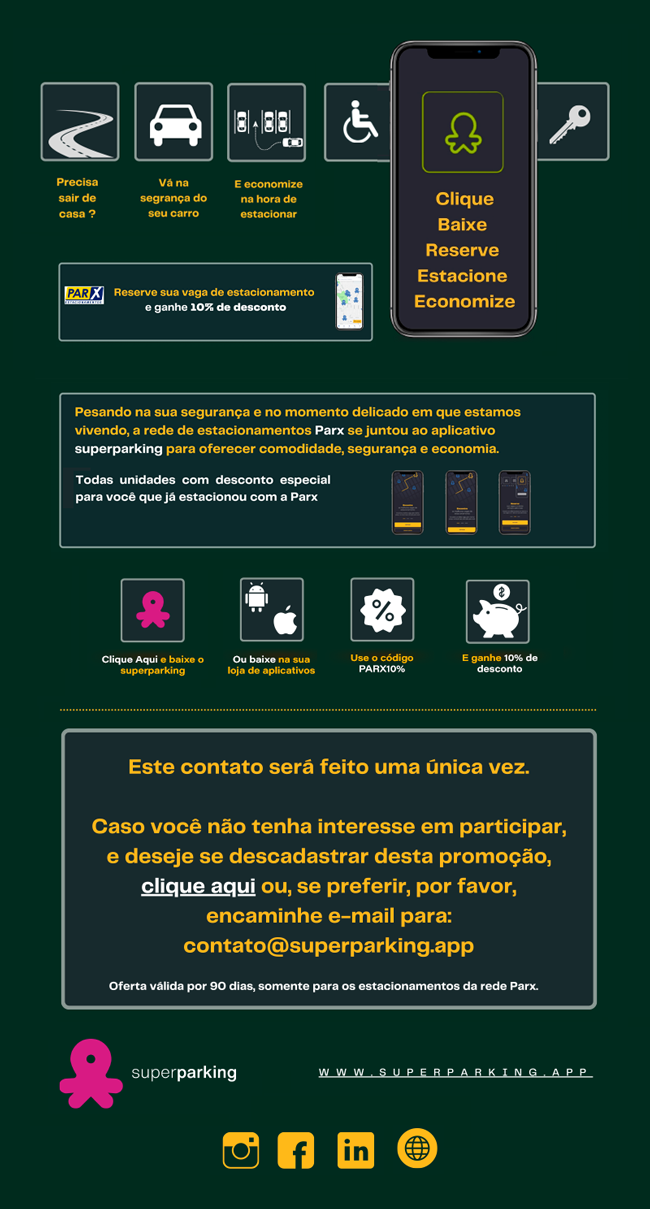 Precisa
sair de
casa ?
Vá na
segrança do
seu carro
E economize
na hora de
estacionar
Clique
Baixe
Reserve
Estacione
Economize
PARX
ESTACIONAMENTOS
Reserve sua vaga de estacionamento
e ganhe 10% de desconto
Pesando na sua segurança e no momento delicado em que estamos
vivendo, a rede de estacionamentos Parx se juntou ao aplicativo
superparking para oferecer comodidade, segurança e economia.
Todas unidades com desconto especial
para você que já estacionou com a Parx
Clique Aqui e baixe o
superparking
Ou baixe na sua
loja de aplicativos
Use o código
PARX10%
E ganhe 10% de
desconto
Este contato será feito uma única vez.
Caso você não tenha interesse em participar,
e deseje se descadastrar desta promoção,
clique aqui ou, se preferir, por favor,
encaminhe e-mail para:
contato@superparking.app
Oferta válida por 90 dias, somente para os estacionamentos da rede Parx.
superparking
WWW.SUPERPARKING.APP